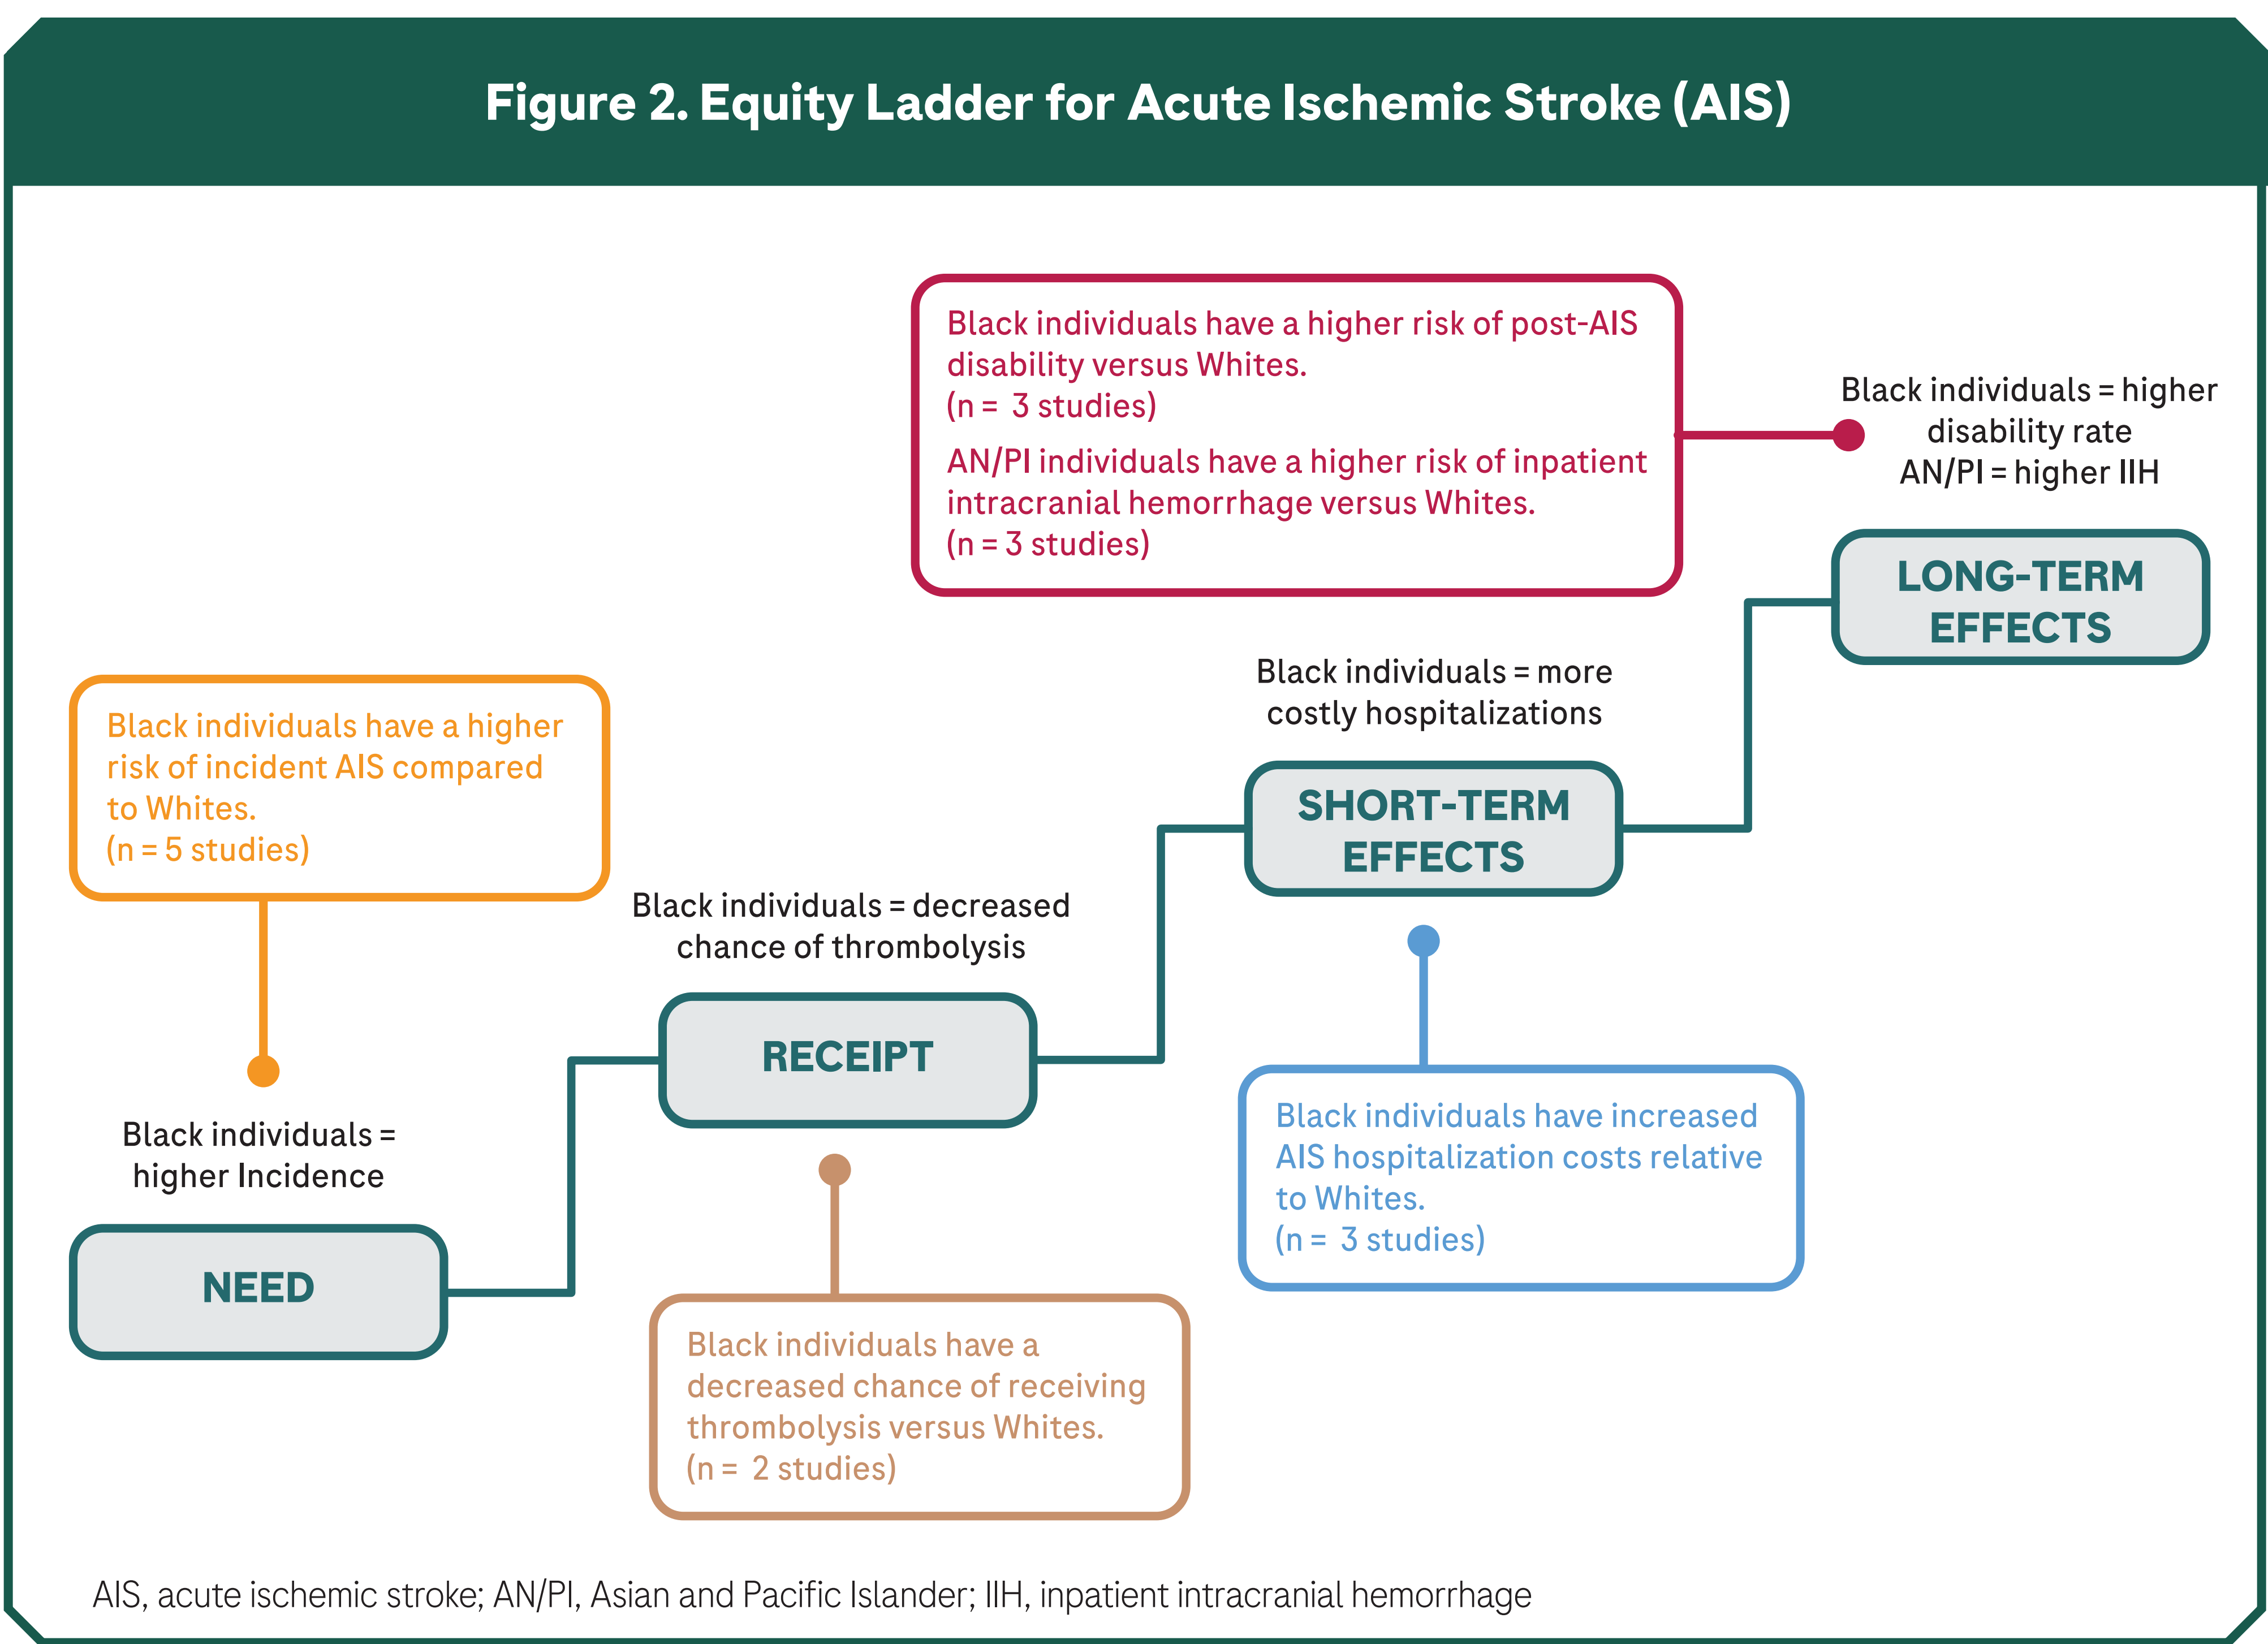 Figure 2. Equity Ladder for Acute Ischemic Stroke (AIS)
Black individuals have a higher risk of post-AIS
disability versus Whites.
(n = 3 studies)
AN/PI individuals have a higher risk of inpatient
intracranial hemorrhage versus Whites.
(n = 3 studies)
Black individuals = higher
disability rate
AN/PI = higher IIH
LONG-TERM
EFFECTS
Black individuals = more
costly hospitalizations
SHORT-TERM
EFFECTS
Black individuals have a higher
risk of incident AIS compared
to Whites.
(n = 5 studies)
Black individuals = decreased
chance of thrombolysis
RECEIPT
Black individuals =
higher Incidence
NEED
Black individuals have increased
AIS hospitalization costs relative
to Whites.
(n = 3 studies)
Black individuals have a
decreased chance of receiving
thrombolysis versus Whites.
(n = 2 studies)
AIS, acute ischemic stroke; AN/PI, Asian and Pacific Islander; IIH, inpatient intracranial hemorrhage